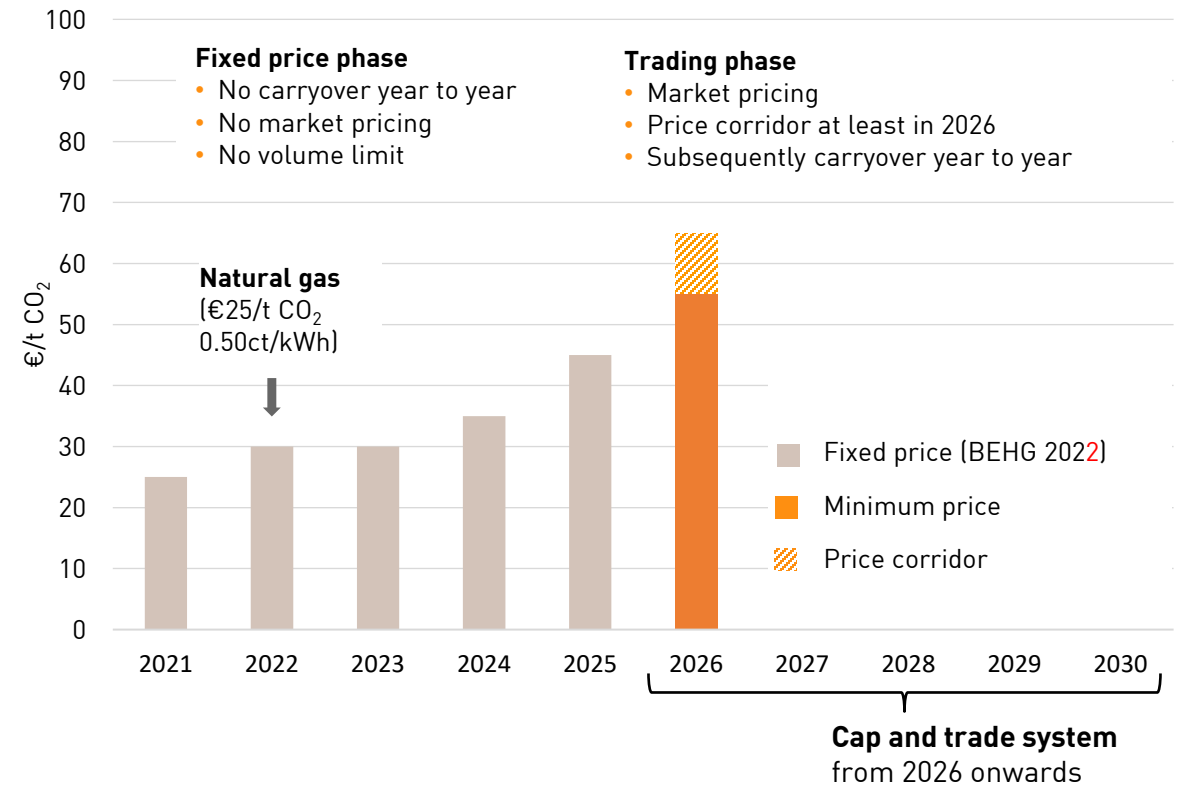 100
90
80
70
60
50
40
30
20
10
0
€/t CO₂
Fixed price phase
• No carryover year to year
• No market pricing
• No volume limit
Trading phase
• Market pricing
• Price corridor at least in 2026
• Subsequently carryover year to year
Natural gas
(€25/t CO₂
0.50ct/kWh)
Fixed price (BEHG 2022)
Minimum price
Price corridor
2021 2022 2023 2024 2025 2026 2027 2028 2029 2030
Cap and trade system
from 2026 onwards